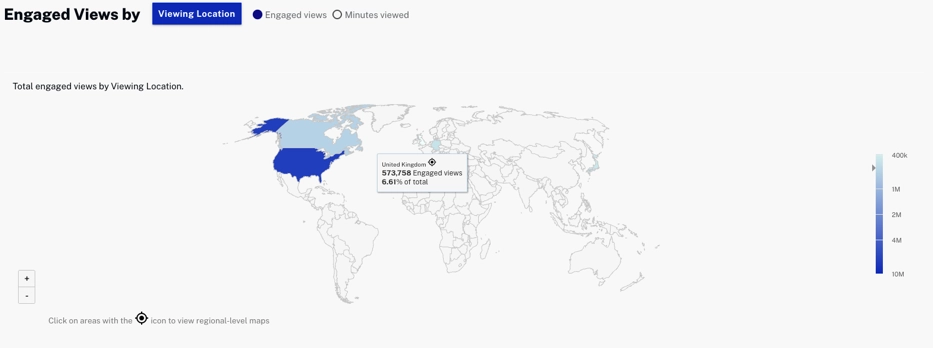 Engaged Views by Viewing Location Engaged views Minutes viewed
Total engaged views by Viewing Location.
United Kingdom
573,758 Engaged views
6.61% of total
400k
1M
2M
4M
10M
+
-
Click on areas with the icon to view regional-level maps